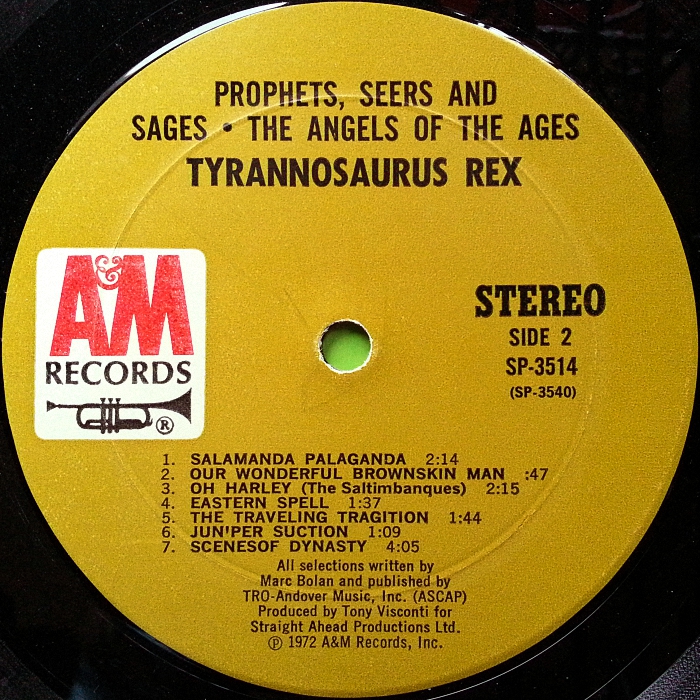 PROPHETS, SEERS AND
SAGES • THE ANGELS OF THE AGES
TYRANNOSAURUS REX
A&M
RECORDS
®
STEREO
SIDE 2
SP-3514
(SP-3540)
1. SALAMANDA PALAGANDA 2:14
2. OUR WONDERFUL BROWNSKIN MAN :47
3. OH HARLEY (The Saltimbanques) 2:15
4. EASTERN SPELL 1:37
5. THE TRAVELING TRAGITION 1:44
6. JUN!PER SUCTION 1:09
7. SCENESOF DYNASTY 4:05
All selections written by
Marc Bolan and published by
TRO-Andover Music, Inc. (ASCAP)
Produced by Tony Visconti for
Straight Ahead Productions Ltd.
℗ 1972 A&M Records, Inc.